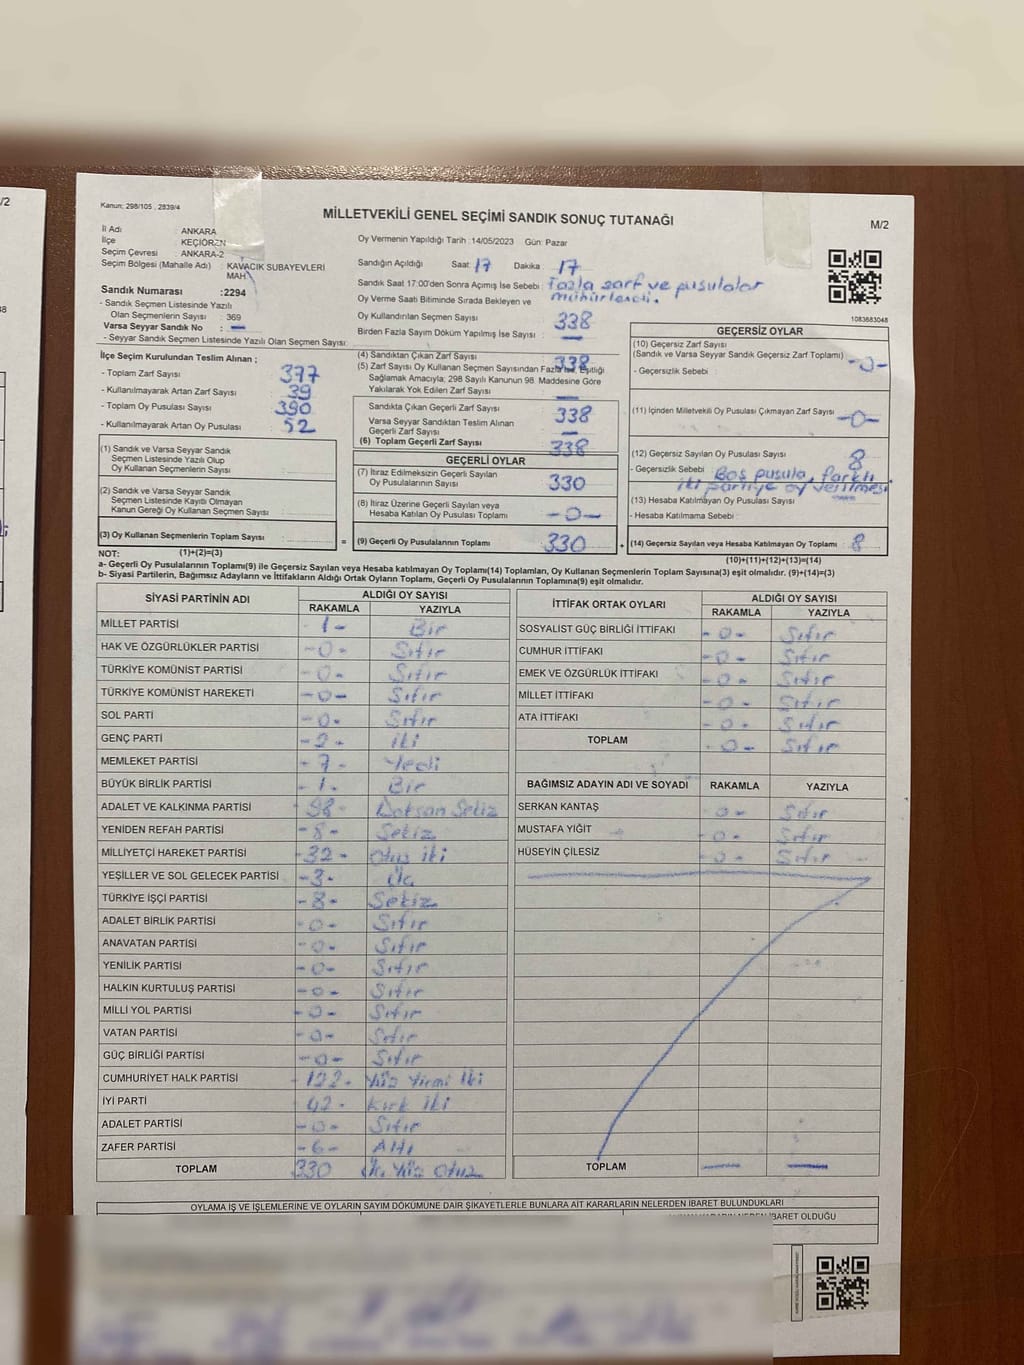 /2
Kanun; 298/105 , 2839/4
MİLLETVEKİLİ GENEL SEÇİMİ SANDIK SONUÇ TUTANAĞI
M/2
İl Adı : ANKARA
İlçe : KEÇİÖREN
Seçim Çevresi : ANKARA-2
Seçim Bölgesi (Mahalle Adı) : KAVACIK SUBAYEVLERİ MAH.
Sandık Numarası :2294
- Sandık Seçmen Listesinde Yazılı
Olan Seçmenlerin Sayısı : 369
Varsa Seyyar Sandık No : —
- Seyyar Sandık Seçmen Listesinde Yazılı Olan Seçmen Sayısı:
Oy Vermenin Yapıldığı Tarih :14/05/2023 Gün: Pazar
Sandığın Açıldığı Saat: 17 Dakika : 17
Sandık Saat 17:00'den Sonra Açımış İse Sebebi : Fazla zarf ve pusulalar
Oy Verme Saati Bitiminde Sırada Bekleyen ve mühürlendi.
Oy Kullandırılan Seçmen Sayısı : 338
Birden Fazla Sayım Döküm Yapılmış İse Sayısı : —
1083683048
İlçe Seçim Kurulundan Teslim Alınan ;
- Toplam Zarf Sayısı : 377
- Kullanılmayarak Artan Zarf Sayısı : 39
- Toplam Oy Pusulası Sayısı : 390
- Kullanılmayarak Artan Oy Pusulası : 52
(1) Sandık ve Varsa Seyyar Sandık
Seçmen Listesinde Yazılı Olup
Oy Kullanan Seçmenlerin Sayısı :
(2) Sandık ve Varsa Seyyar Sandık
Seçmen Listesinde Kayıtlı Olmayan
Kanun Gereği Oy Kullanan Seçmen Sayısı :
(3) Oy Kullanan Seçmenlerin Toplam Sayısı :
(1)+(2)=(3)
(4) Sandıktan Çıkan Zarf Sayısı : 338
(5) Zarf Sayısı Oy Kullanan Seçmen Sayısından Fazla İse, Eşitliği
Sağlamak Amacıyla; 298 Sayılı Kanunun 98. Maddesine Göre
Yakılarak Yok Edilen Zarf Sayısı : —
Sandıkta Çıkan Geçerli Zarf Sayısı : 338
Varsa Seyyar Sandıktan Teslim Alınan
Geçerli Zarf Sayısı : —
(6) Toplam Geçerli Zarf Sayısı : 338
GEÇERLİ OYLAR
(7) İtiraz Edilmeksizin Geçerli Sayılan
Oy Pusulalarının Sayısı : 330
(8) İtiraz Üzerine Geçerli Sayılan veya
Hesaba Katılan Oy Pusulası Toplamı : -0-
= (9) Geçerli Oy Pusulalarının Toplamı : 330 +
GEÇERSİZ OYLAR
(10) Geçersiz Zarf Sayısı
(Sandık ve Varsa Seyyar Sandık Geçersiz Zarf Toplamı) : -0-
- Geçersizlik Sebebi :
(11) İçinden Milletvekili Oy Pusulası Çıkmayan Zarf Sayısı : -0-
(12) Geçersiz Sayılan Oy Pusulası Sayısı : 8
- Geçersizlik Sebebi : Boş pusula, farklı
iki partiye oy verilmesi
(13) Hesaba Katılmayan Oy Pusulası Sayısı : —
- Hesaba Katılmama Sebebi :
(14) Geçersiz Sayılan veya Hesaba Katılmayan Oy Toplamı : 8
(10)+(11)+(12)+(13)=(14)
NOT:
a- Geçerli Oy Pusulalarının Toplamı(9) ile Geçersiz Sayılan veya Hesaba katılmayan Oy Toplamı(14) Toplamları, Oy Kullanan Seçmenlerin Toplam Sayısına(3) eşit olmalıdır. (9)+(14)=(3)
b- Siyasi Partilerin, Bağımsız Adayların ve İttifakların Aldığı Ortak Oyların Toplamı, Geçerli Oy Pusulalarının Toplamına(9) eşit olmalıdır.
SİYASİ PARTİNİN ADI ALDIĞI OY SAYISI
RAKAMLA YAZIYLA
MİLLET PARTİSİ -1- Bir
HAK VE ÖZGÜRLÜKLER PARTİSİ -0- Sıfır
TÜRKİYE KOMÜNİST PARTİSİ -0- Sıfır
TÜRKİYE KOMÜNİST HAREKETİ -0- Sıfır
SOL PARTİ -0- Sıfır
GENÇ PARTİ -2- İki
MEMLEKET PARTİSİ -7- Yedi
BÜYÜK BİRLİK PARTİSİ -1- Bir
ADALET VE KALKINMA PARTİSİ 98- Doksan Sekiz
YENİDEN REFAH PARTİSİ -8- Sekiz
MİLLİYETÇİ HAREKET PARTİSİ -32- Otuz iki
YEŞİLLER VE SOL GELECEK PARTİSİ -3- Üç
TÜRKİYE İŞÇİ PARTİSİ -8- Sekiz
ADALET BİRLİK PARTİSİ -0- Sıfır
ANAVATAN PARTİSİ -0- Sıfır
YENİLİK PARTİSİ -0- Sıfır
HALKIN KURTULUŞ PARTİSİ -0- Sıfır
MİLLİ YOL PARTİSİ -0- Sıfır
VATAN PARTİSİ -0- Sıfır
GÜÇ BİRLİĞİ PARTİSİ -0- Sıfır
CUMHURİYET HALK PARTİSİ -122- Yüz Yirmi İki
İYİ PARTİ -42- Kırk İki
ADALET PARTİSİ -0- Sıfır
ZAFER PARTİSİ -6- Altı
TOPLAM 330 Üç Yüz Otuz
İTTİFAK ORTAK OYLARI ALDIĞI OY SAYISI
RAKAMLA YAZIYLA
SOSYALİST GÜÇ BİRLİĞİ İTTİFAKI -0- Sıfır
CUMHUR İTTİFAKI -0- Sıfır
EMEK VE ÖZGÜRLÜK İTTİFAKI -0- Sıfır
MİLLET İTTİFAKI -0- Sıfır
ATA İTTİFAKI -0- Sıfır
TOPLAM -0- Sıfır
BAĞIMSIZ ADAYIN ADI VE SOYADI RAKAMLA YAZIYLA
SERKAN KANTAŞ -0- Sıfır
MUSTAFA YİĞİT -0- Sıfır
HÜSEYİN ÇİLESİZ -0- Sıfır
TOPLAM — —
OYLAMA İŞ VE İŞLEMLERİNE VE OYLARIN SAYIM DÖKÜMÜNE DAİR ŞİKAYETLERLE BUNLARA AİT KARARLARIN NELERDEN İBARET BULUNDUKLARI
İBARET OLDUĞU